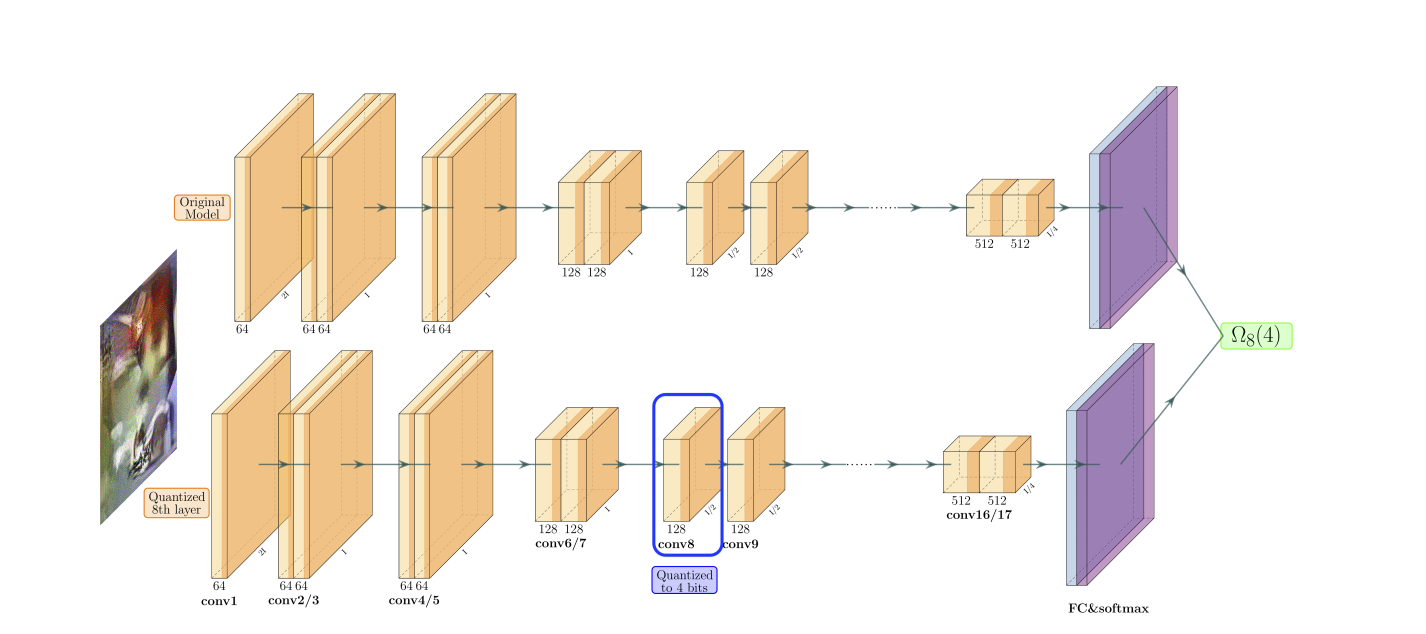 Original
Model
64
21
64 64
1
64 64
1
128 128
1
128
1/2
128
1/2
512 512
1/4
Ω8(4)
Quantized
8th layer
64
21
conv1
64 64
1
conv2/3
64 64
1
conv4/5
128 128
1
conv6/7
128
1/2
conv8
128
1/2
conv9
Quantized
to 4 bits
512 512
1/4
conv16/17
FC&softmax